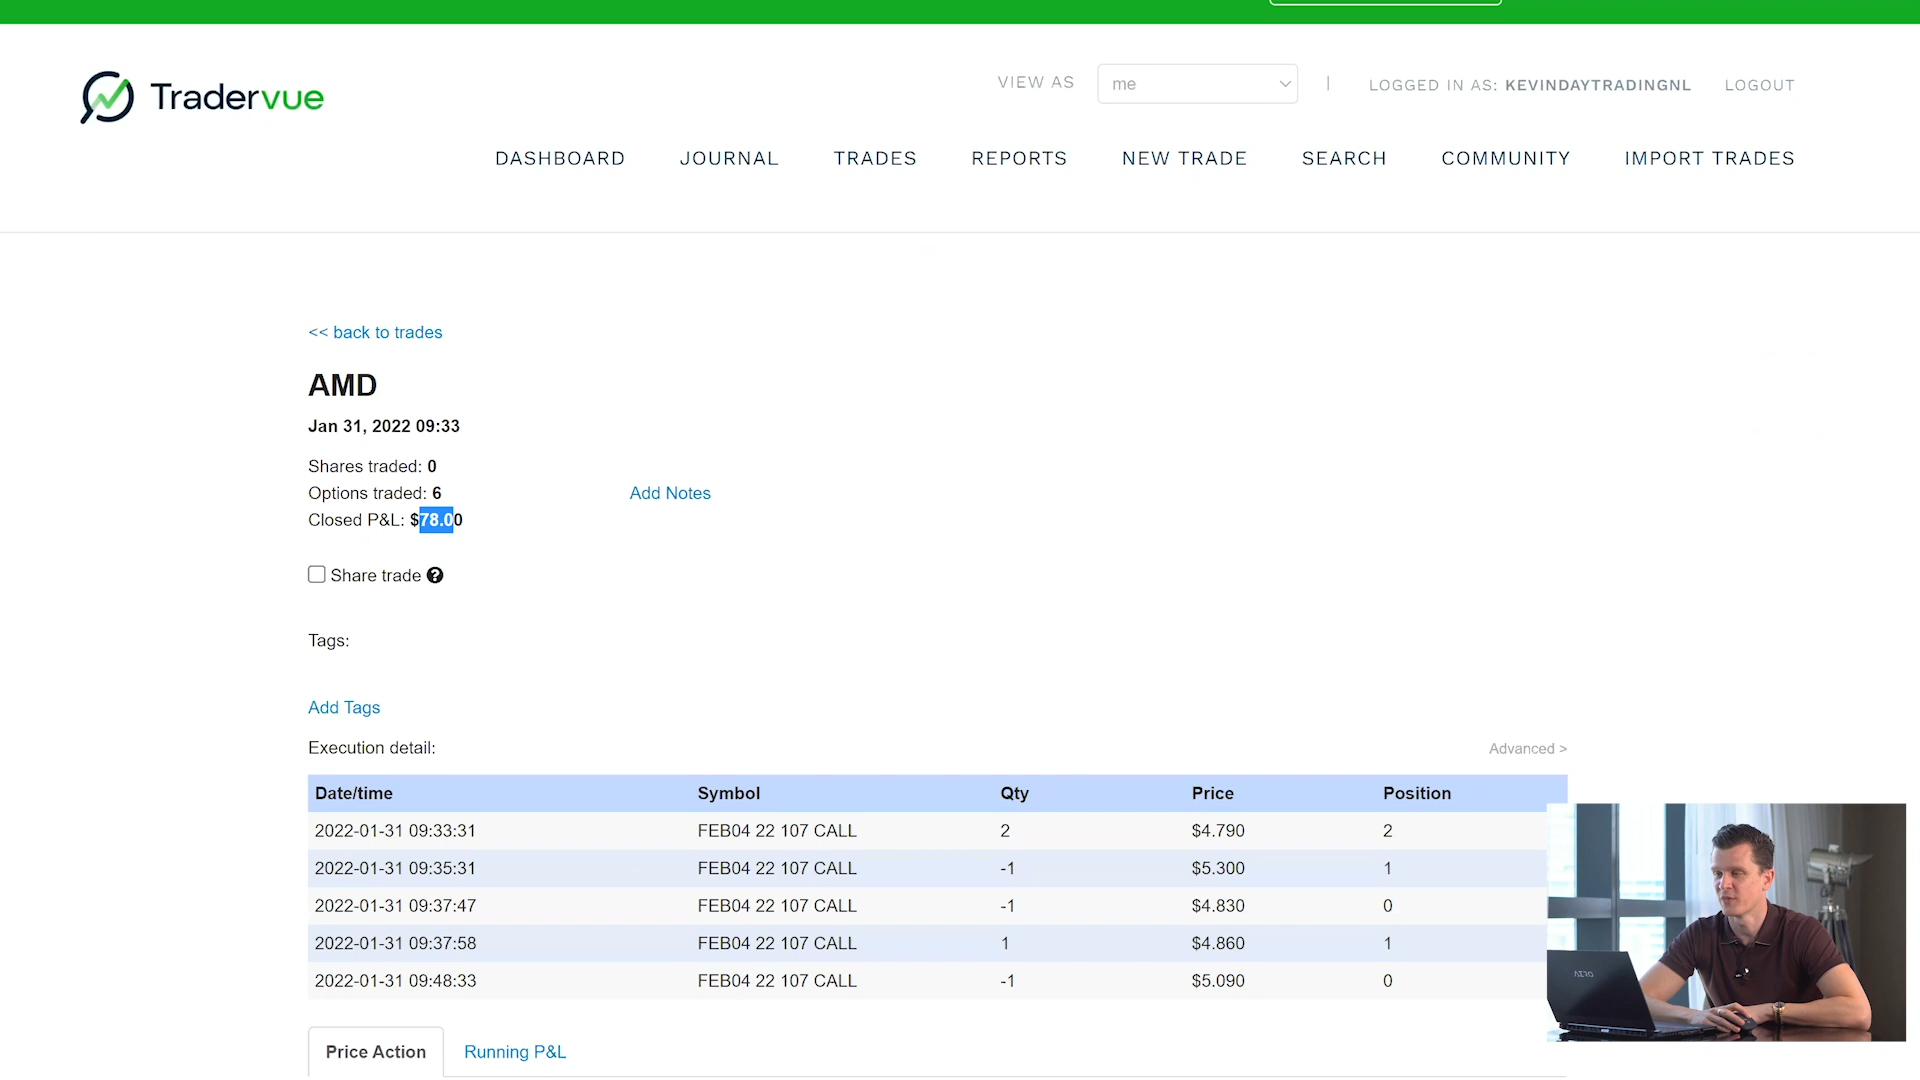 Tradervue
VIEW AS me | LOGGED IN AS: KEVINDAYTRADINGNL LOGOUT
DASHBOARD JOURNAL TRADES REPORTS NEW TRADE SEARCH COMMUNITY IMPORT TRADES
<< back to trades
AMD
Jan 31, 2022 09:33
Shares traded: 0
Options traded: 6
Add Notes
Closed P&L: $78.00
Share trade ?
Tags:
Add Tags
Execution detail:
Advanced >
Date/time Symbol Qty Price Position
2022-01-31 09:33:31 FEB04 22 107 CALL 2 $4.790 2
2022-01-31 09:35:31 FEB04 22 107 CALL -1 $5.300 1
2022-01-31 09:37:47 FEB04 22 107 CALL -1 $4.830 0
2022-01-31 09:37:58 FEB04 22 107 CALL 1 $4.860 1
2022-01-31 09:48:33 FEB04 22 107 CALL -1 $5.090 0
Price Action Running P&L